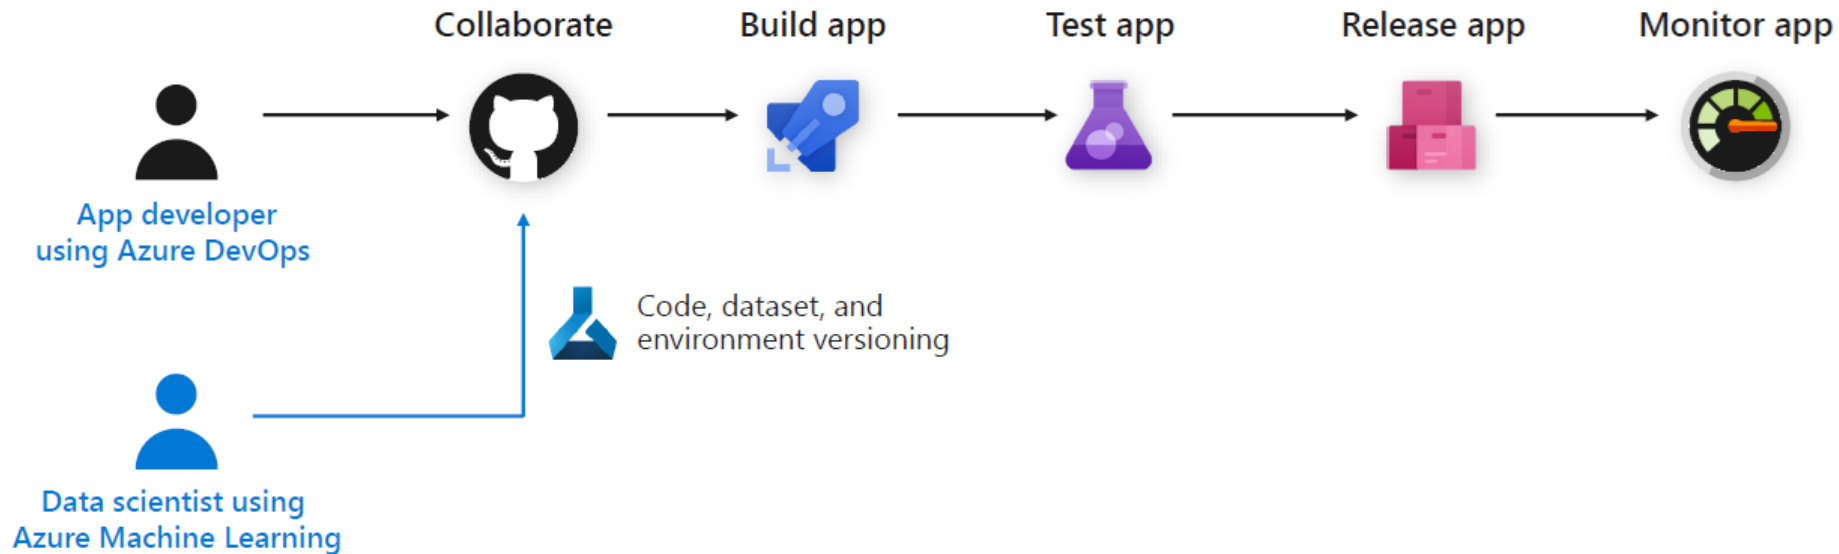 Collaborate
Build app
Test app
Release app
Monitor app
App developer
using Azure DevOps
Code, dataset, and
environment versioning
Data scientist using
Azure Machine Learning